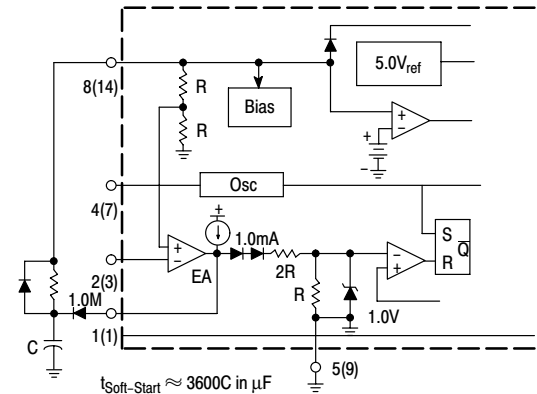 5.0Vref
8(14)
R
Bias
+
−
+
−
R
Osc
4(7)
+
1.0mA
S
Q
R
+
−
EA
2R
−
+
2(3)
R
1.0V
1.0M
1(1)
C
5(9)
tSoft-Start ≈ 3600C in µF